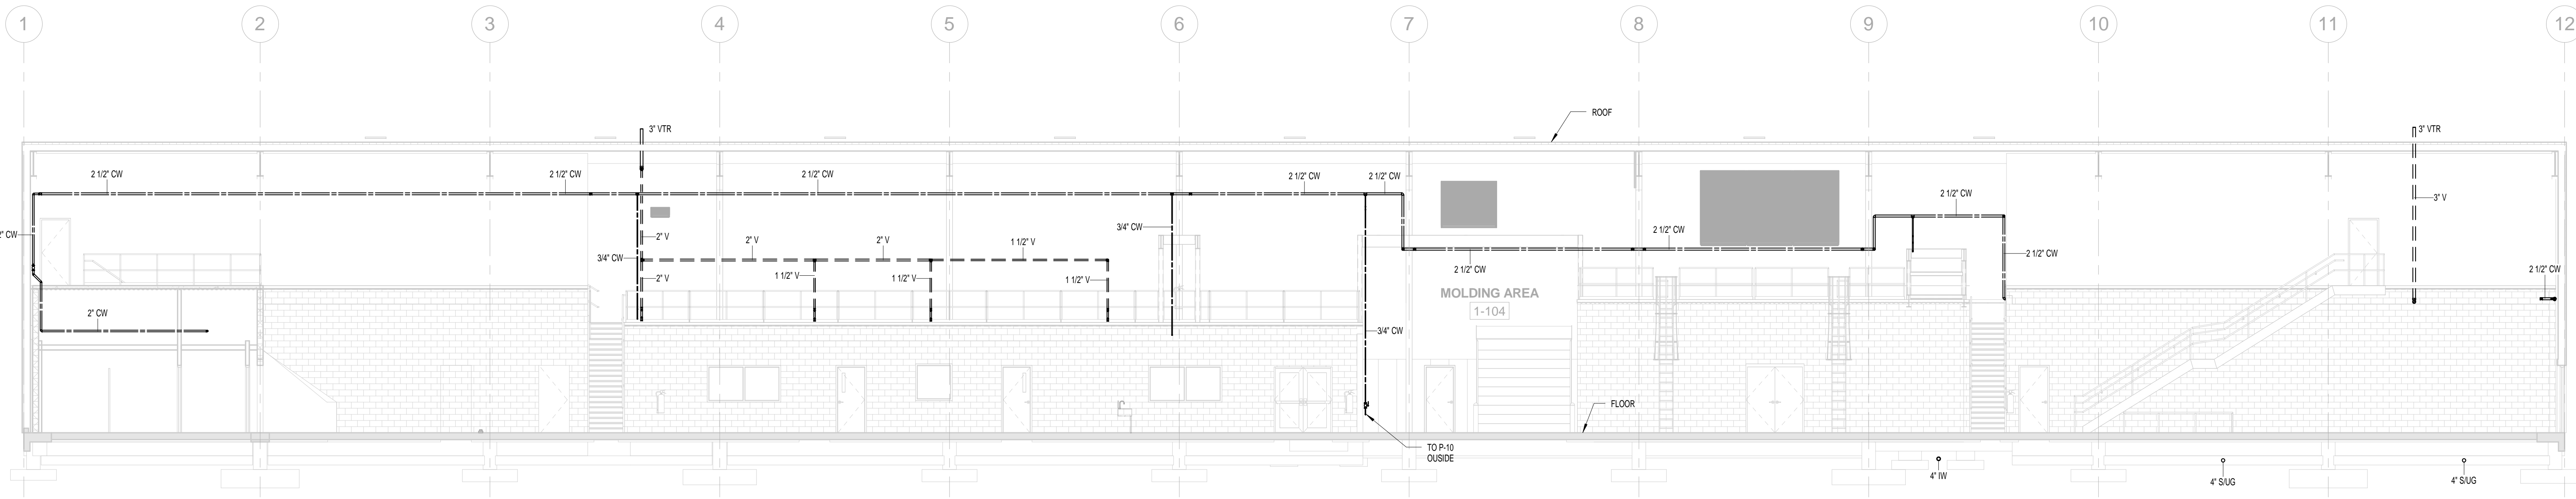 1 2 3 4 5 6 7 8 9 10 11 12
ROOF
3" VTR
3" VTR
2 1/2" CW
2 1/2" CW
2 1/2" CW
2 1/2" CW
2 1/2" CW
2 1/2" CW
3" V
3/4" CW
2" CW
2" V
2" V
2" V
1 1/2" V
2 1/2" CW
3/4" CW
2" V
1 1/2" V
1 1/2" V
1 1/2" V
2 1/2" CW
2 1/2" CW
2 1/2" CW
MOLDING AREA
1-104
2" CW
3/4" CW
FLOOR
TO P-10
OUSIDE
4" IW
4" S/UG
4" S/UG